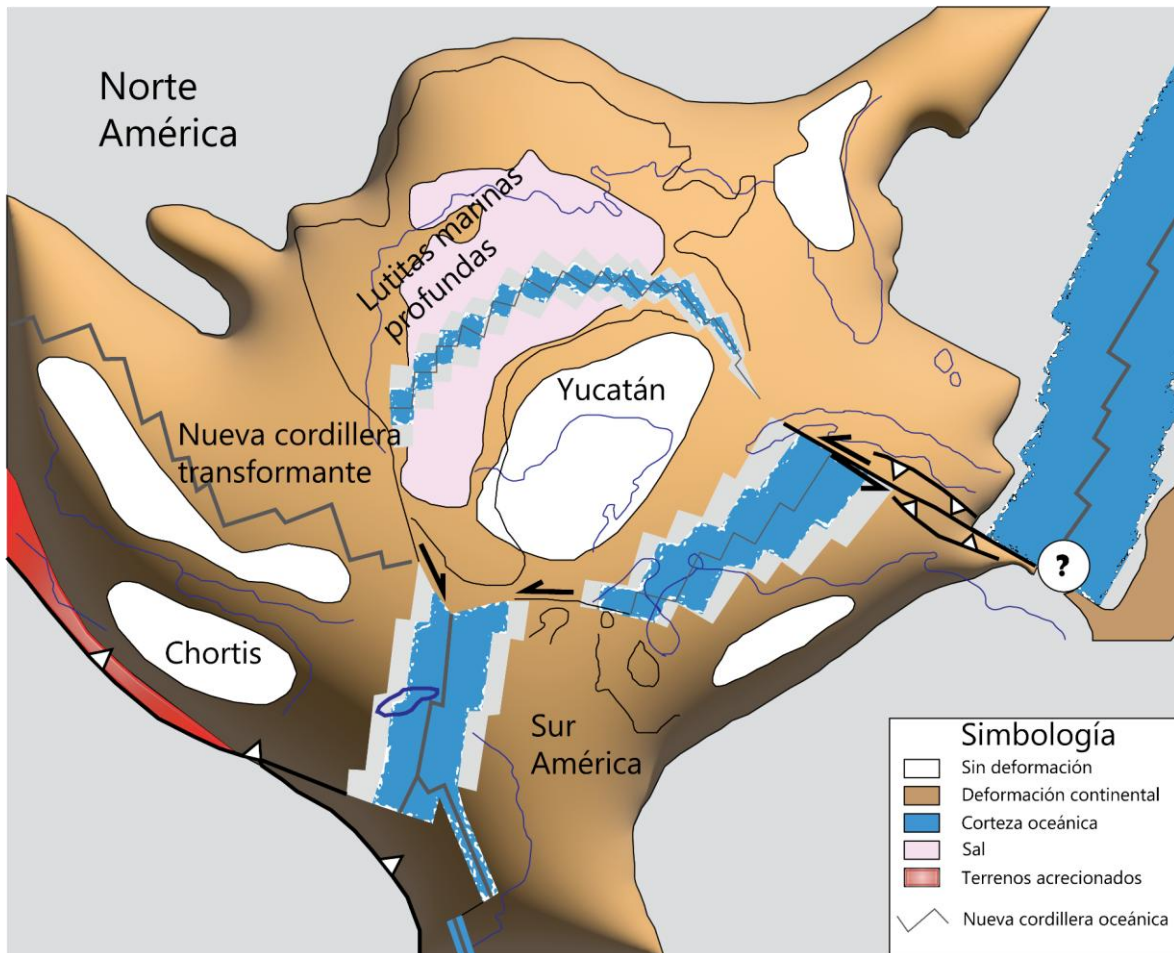 Norte
América
Lutitas marinas
profundas
Yucatán
Nueva cordillera
transformante
?
Chortis
Sur
América
Simbología
Sin deformación
Deformación continental
Corteza oceánica
Sal
Terrenos acrecionados
Nueva cordillera oceánica